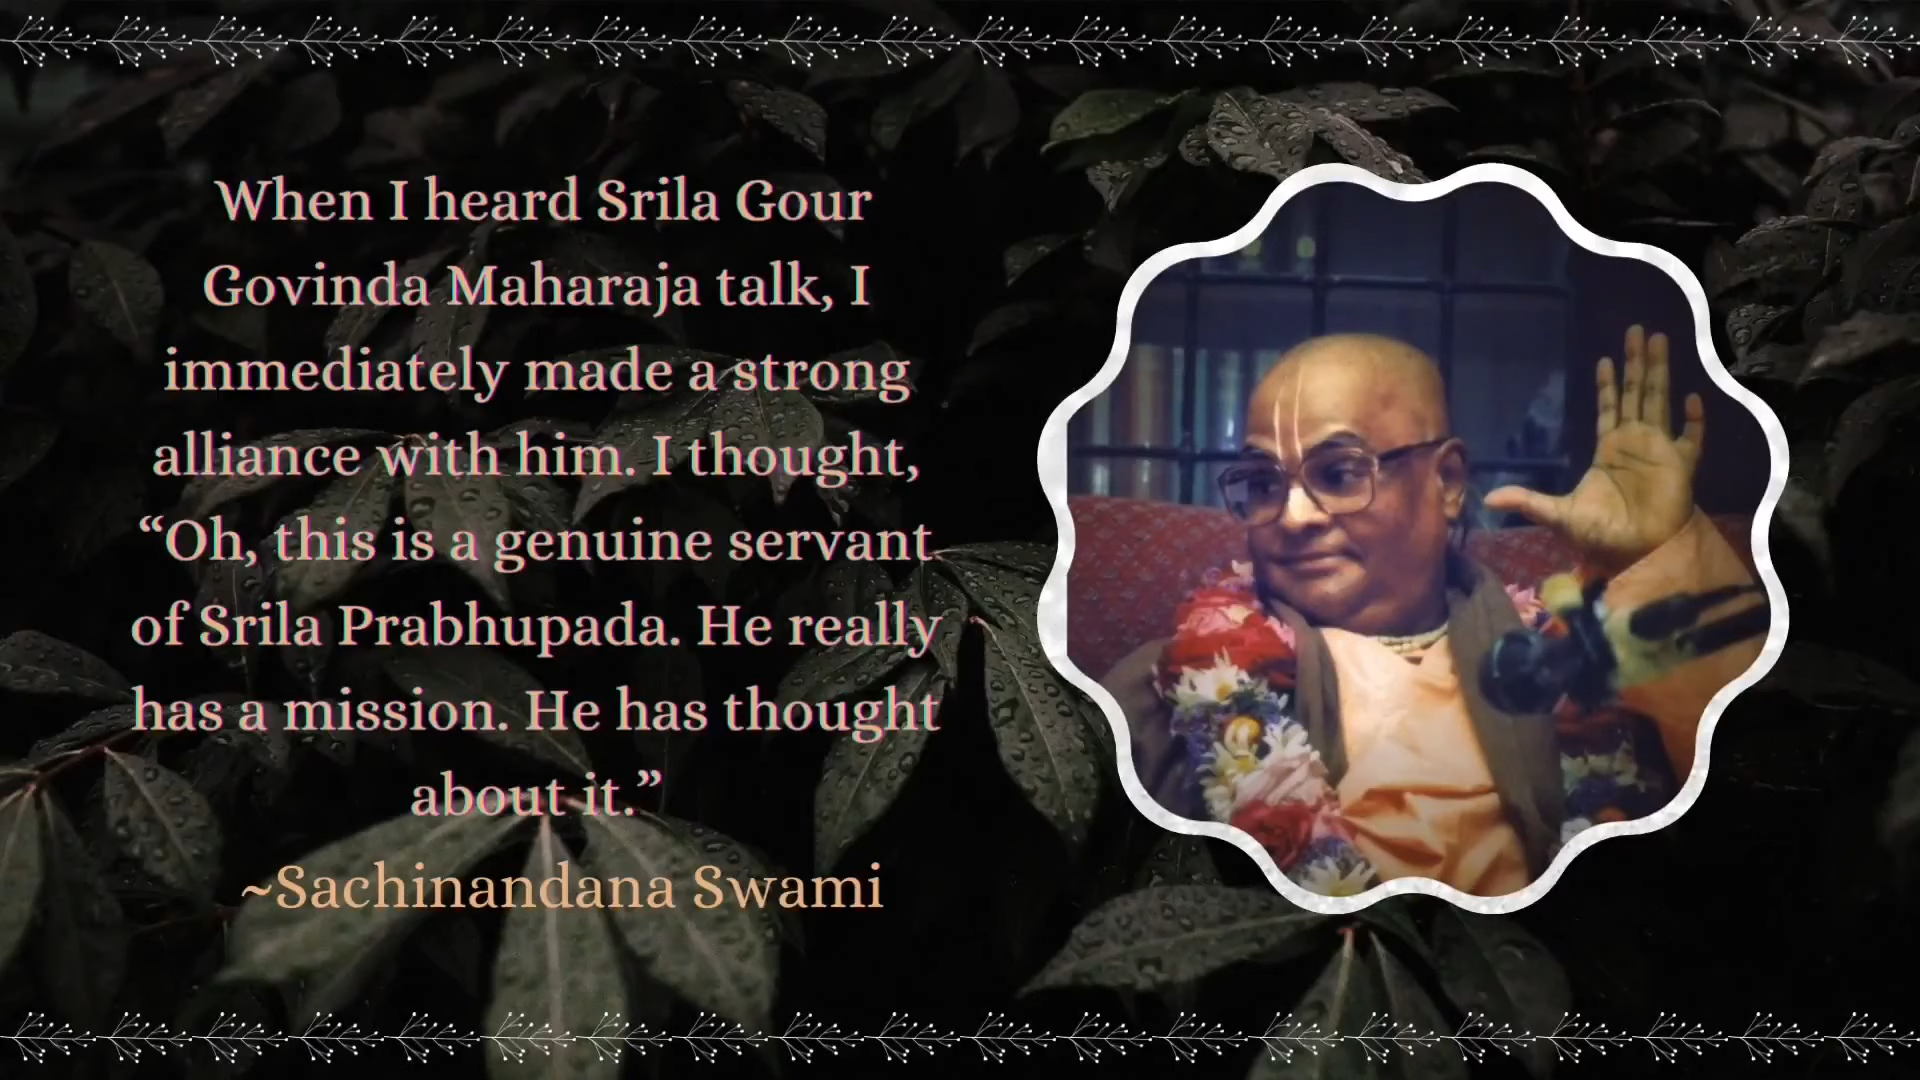 When I heard Srila Gour
Govinda Maharaja talk, I
immediately made a strong
alliance with him. I thought,
“Oh, this is a genuine servant
of Srila Prabhupada. He really
has a mission. He has thought
about it.”
~Sachinandana Swami